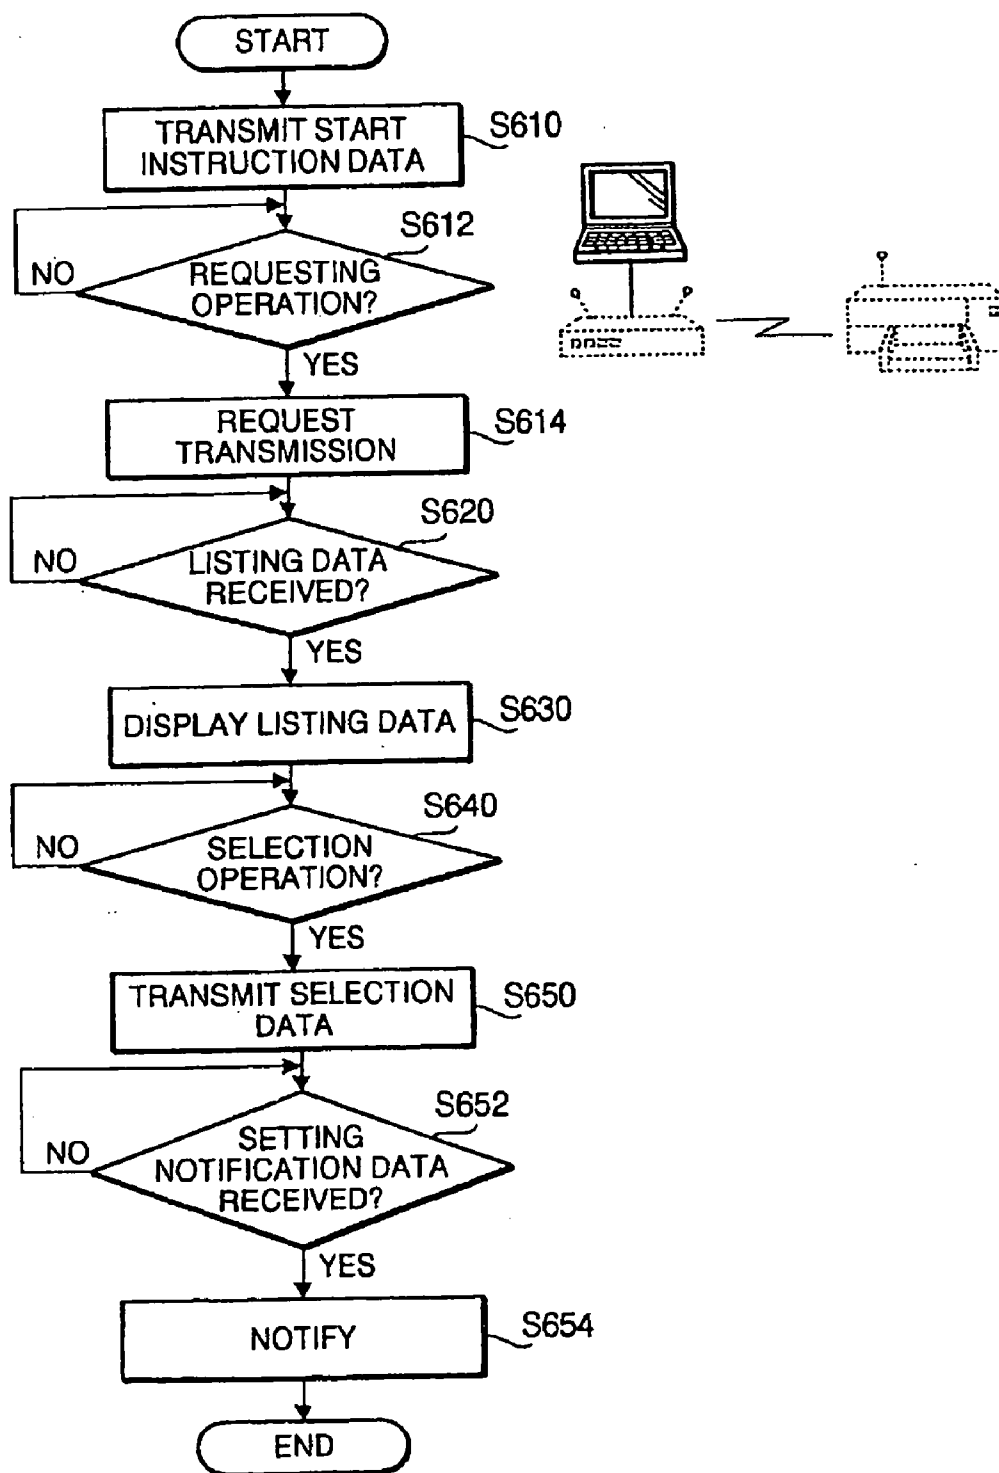 START
TRANSMIT START
INSTRUCTION DATA
S610
S612
REQUESTING
OPERATION?
NO
YES
REQUEST
TRANSMISSION
S614
S620
LISTING DATA
RECEIVED?
NO
YES
DISPLAY LISTING DATA
S630
S640
SELECTION
OPERATION?
NO
YES
TRANSMIT SELECTION
DATA
S650
S652
SETTING
NOTIFICATION DATA
RECEIVED?
NO
YES
NOTIFY
S654
END